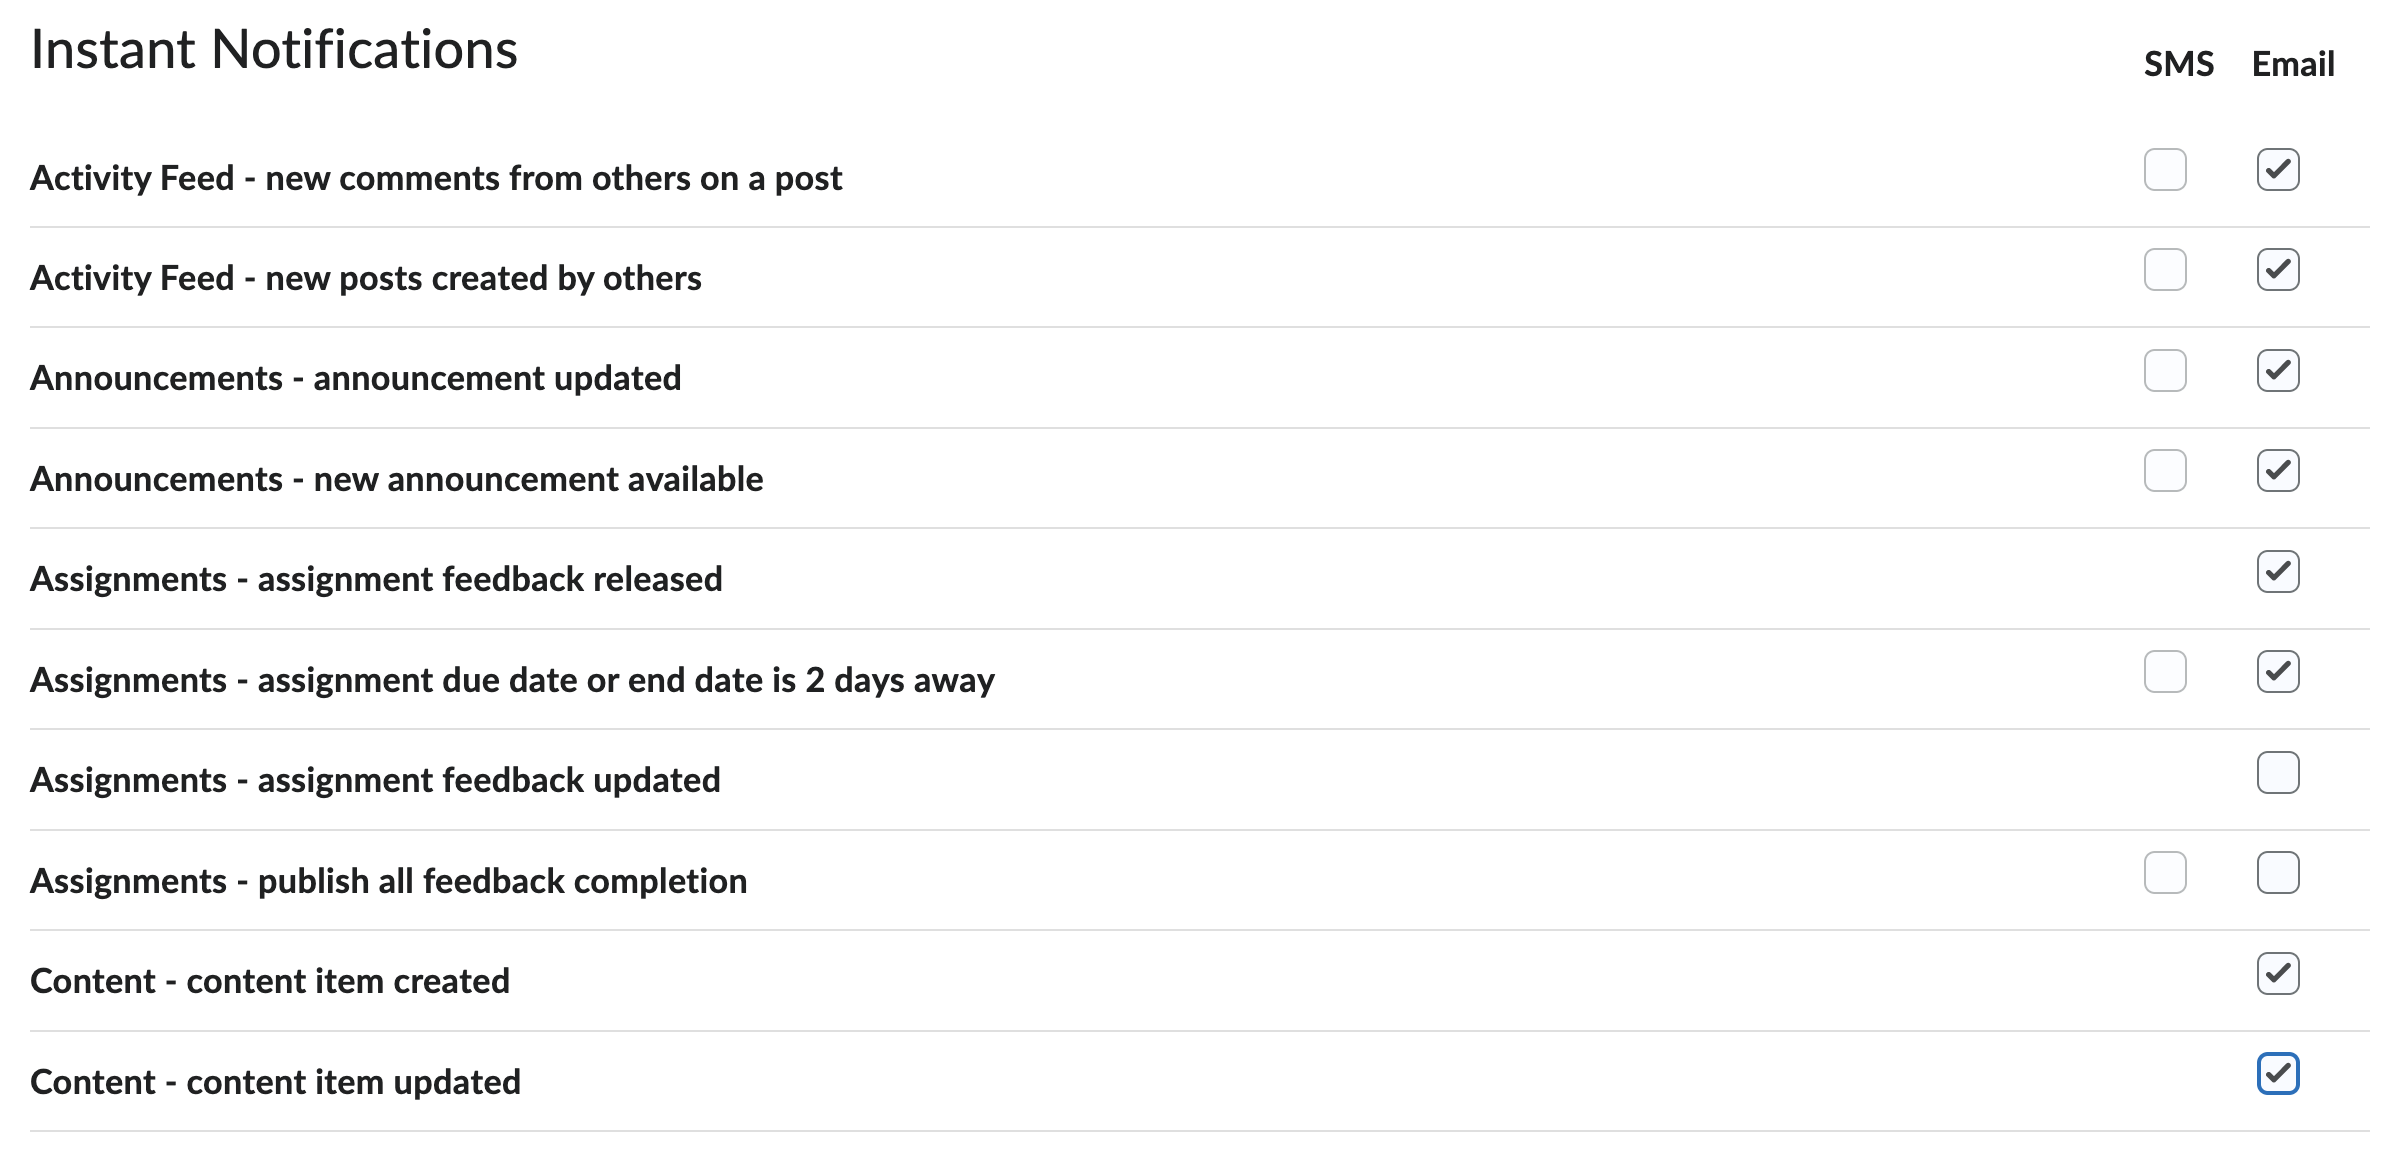 Instant Notifications
SMS Email
Activity Feed - new comments from others on a post
Activity Feed - new posts created by others
Announcements - announcement updated
Announcements - new announcement available
Assignments - assignment feedback released
Assignments - assignment due date or end date is 2 days away
Assignments - assignment feedback updated
Assignments - publish all feedback completion
Content - content item created
Content - content item updated